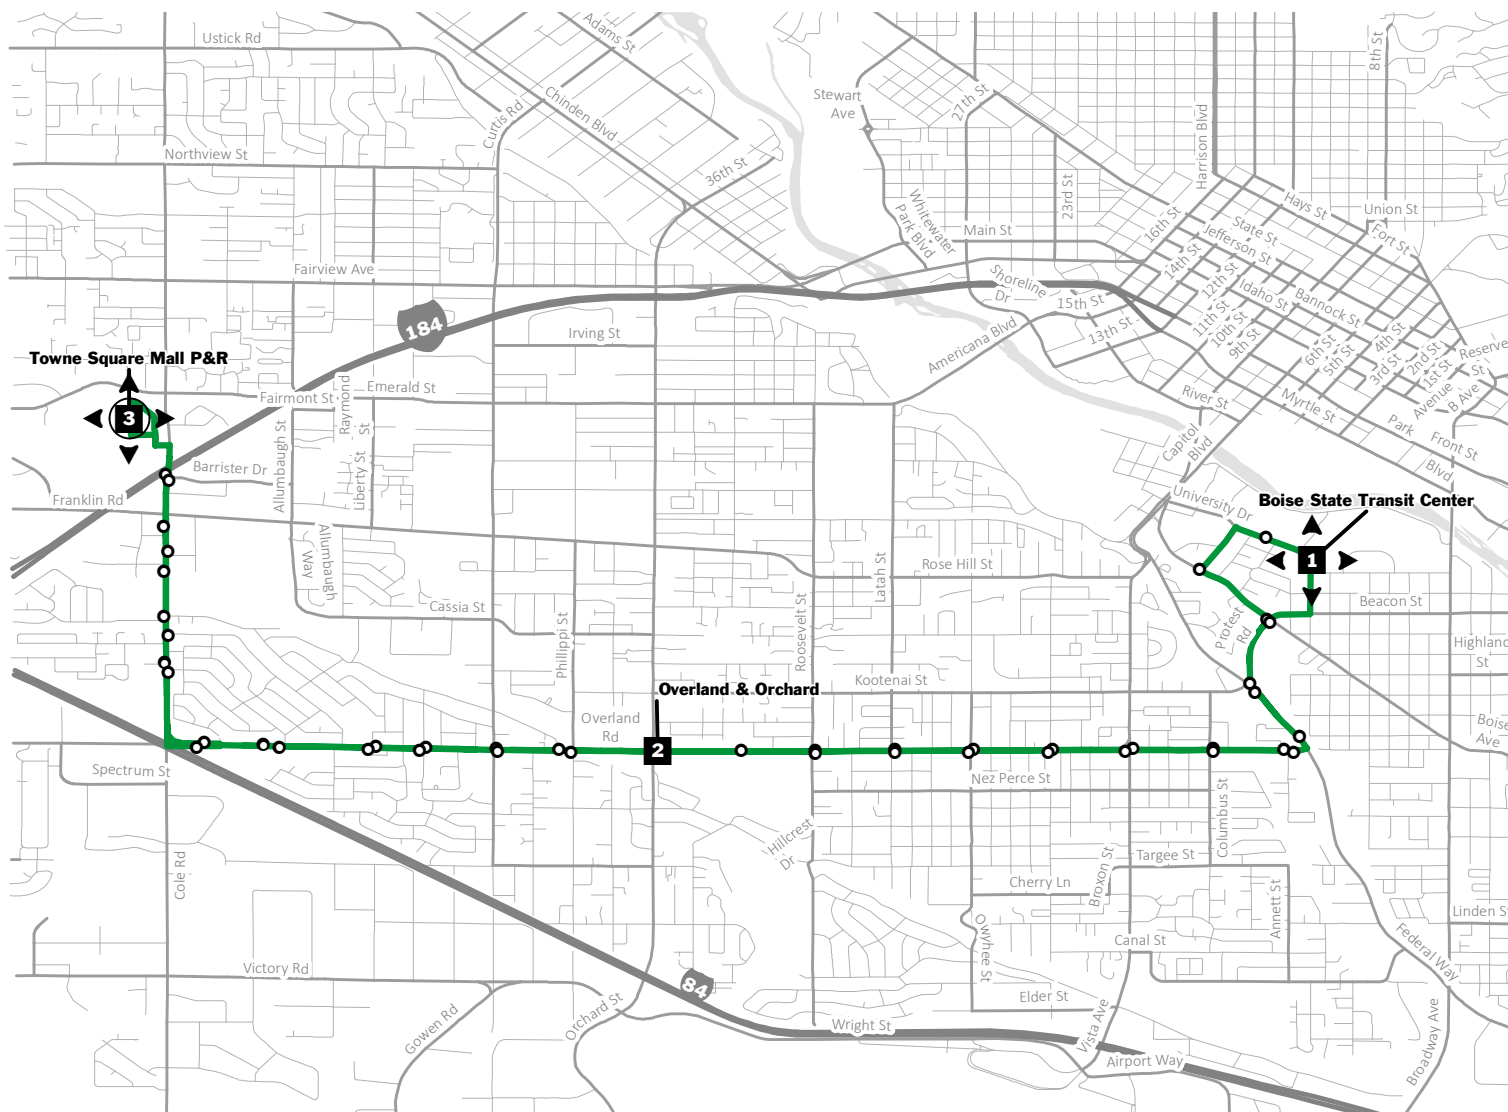 Ustick Rd
Adams St
8th St
Stewart
Ave
27th St
Chinden Blvd
Curtis Rd
Harrison Blvd
Northview St
36th St
23rd St
Whitewater
Park Blvd
Hays St
Union St
16th St
State St
Jefferson St
Fort St
Main St
14th St
Fairview Ave
Shoreline
Dr
12th St
Idaho St
Bannock St
15th St
11th St
10th St
9th St
13th St
184
Irving St
Americana Blvd
6th St
5th St
4th St
3rd St
2nd St
1st St
Reserve
St
Towne Square Mall P&R
Emerald St
Fairmont St
Raymond
St
River St
Myrtle St
Avenue
B Ave
3
Allumbaugh St
Liberty St
Capitol
Blvd
Park
Blvd
Front St
Barrister Dr
Franklin Rd
University Dr
Boise State Transit Center
1
Allumbaugh
Way
Latah St
Rose Hill St
Cassia St
Phillippi St
Roosevelt St
Protest
Rd
Beacon St
Highland
St
Kootenai St
Overland & Orchard
Overland
Rd
2
Boise
Ave
Spectrum St
Nez Perce St
Columbus St
Hillcrest
Dr
Targee St
Cole Rd
Cherry Ln
Broxon St
Annett St
Linden St
Owyhee St
Canal St
Federal Way
Victory Rd
84
Elder St
Orchard St
Gowen Rd
Wright St
Vista Ave
Airport Way
Broadway Ave